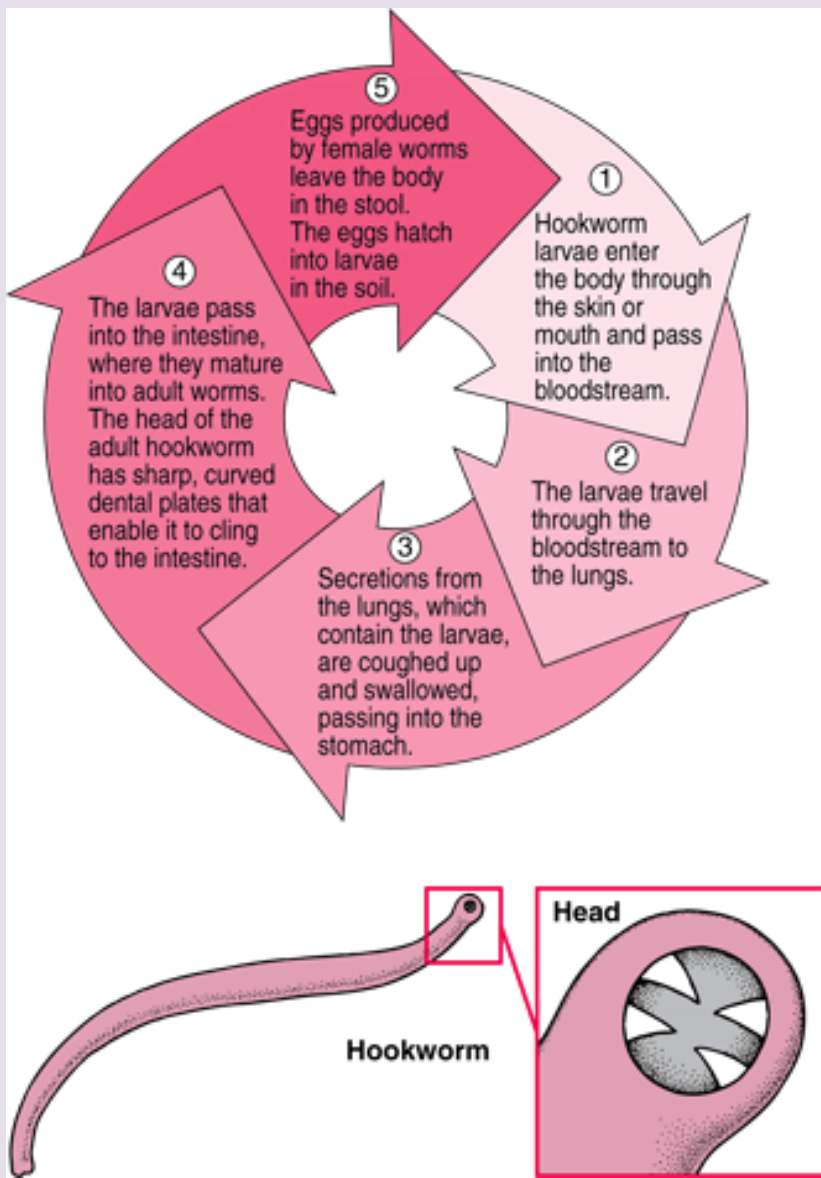 ①
Hookworm
larvae enter
the body through
the skin or
mouth and pass
into the
bloodstream.
②
The larvae travel
through the
bloodstream to
the lungs.
③
Secretions from
the lungs, which
contain the larvae,
are coughed up
and swallowed,
passing into the
stomach.
④
The larvae pass
into the intestine,
where they mature
into adult worms.
The head of the
adult hookworm
has sharp, curved
dental plates that
enable it to cling
to the intestine.
⑤
Eggs produced
by female worms
leave the body
in the stool.
The eggs hatch
into larvae
in the soil.
Hookworm
Head